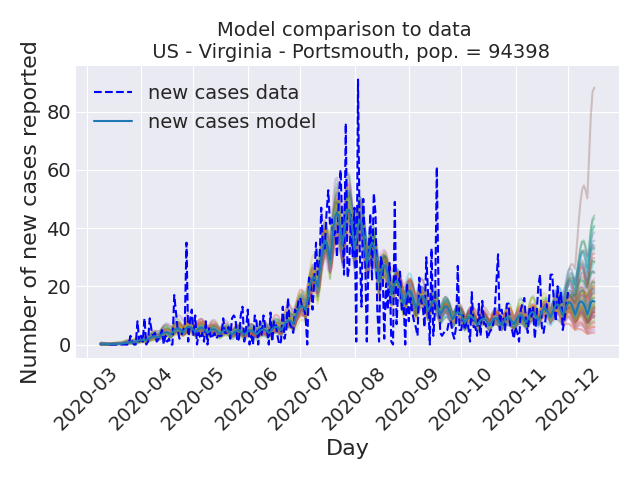 Model comparison to data
US - Virginia - Portsmouth, pop. = 94398
Number of new cases reported
80
60
40
20
0
new cases data
new cases model
2020-03
2020-04
2020-05
2020-06
2020-07
2020-08
2020-09
2020-10
2020-11
2020-12
Day